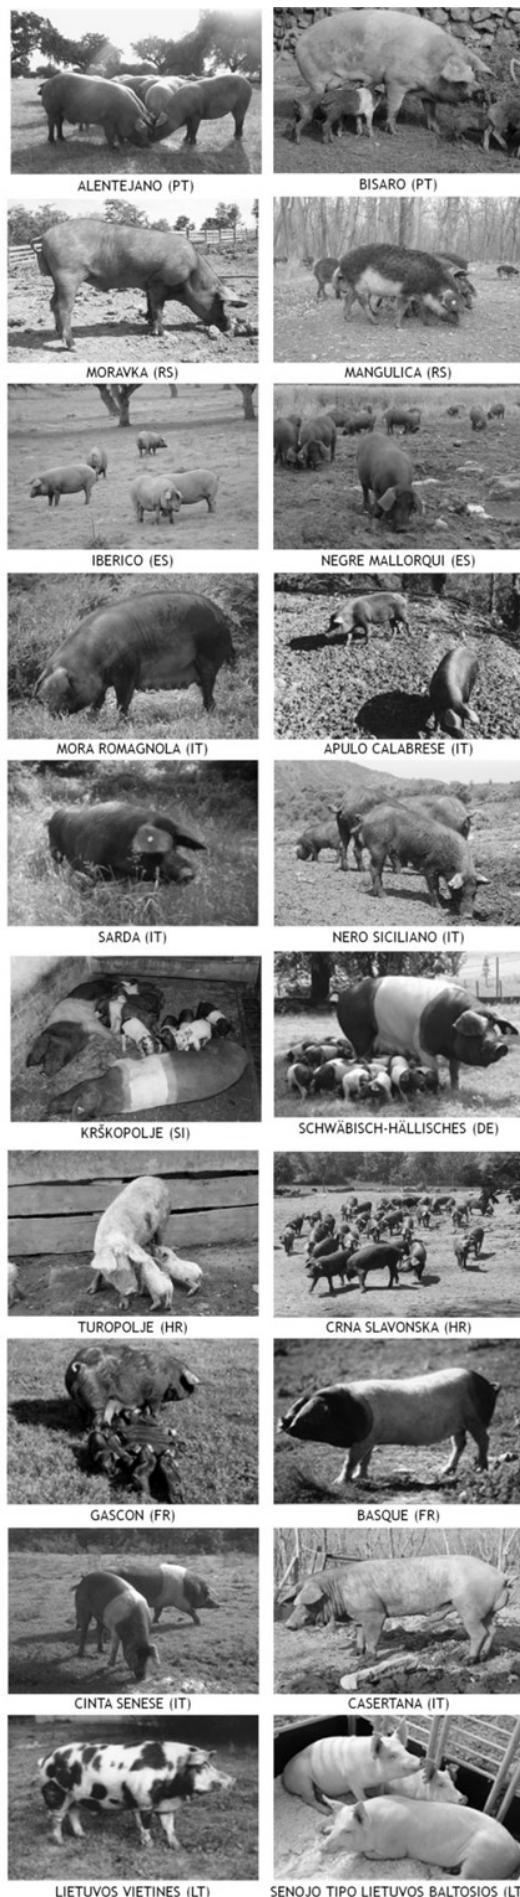 ALENTEJANO (PT)
BISARO (PT)
MORAVKA (RS)
MANGULICA (RS)
IBERICO (ES)
NEGRE MALLORQUI (ES)
MORA ROMAGNOLA (IT)
APULO CALABRESE (IT)
SARDA (IT)
NERO SICILIANO (IT)
KRŠKOPOLJE (SI)
SCHWÄBISCH-HÄLLISCHES (DE)
TUROPOLJE (HR)
CRNA SLAVONSKA (HR)
GASCON (FR)
BASQUE (FR)
CINTA SENESE (IT)
CASERTANA (IT)
LIETUVOS VIETINES (LT)
SENOJO TIPO LIETUVOS BALTOSIOS (LT